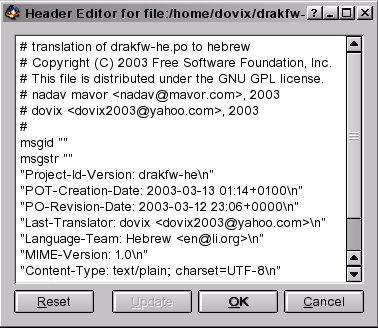 Header Editor for file:/home/dovix/drakfw-
# translation of drakfw-he.po to hebrew
# Copyright (C) 2003 Free Software Foundation, Inc.
# This file is distributed under the GNU GPL license.
# nadav mavor <nadav@mavor.com>, 2003
# dovix <dovix2003@yahoo.com>, 2003
#
msgid ""
msgstr ""
"Project-Id-Version: drakfw-he\n"
"POT-Creation-Date: 2003-03-13 01:14+0100\n"
"PO-Revision-Date: 2003-03-12 23:06+0000\n"
"Last-Translator: dovix <dovix2003@yahoo.com>\n"
"Language-Team: Hebrew <en@li.org>\n"
"MIME-Version: 1.0\n"
"Content-Type: text/plain; charset=UTF-8\n"
Reset Update OK Cancel